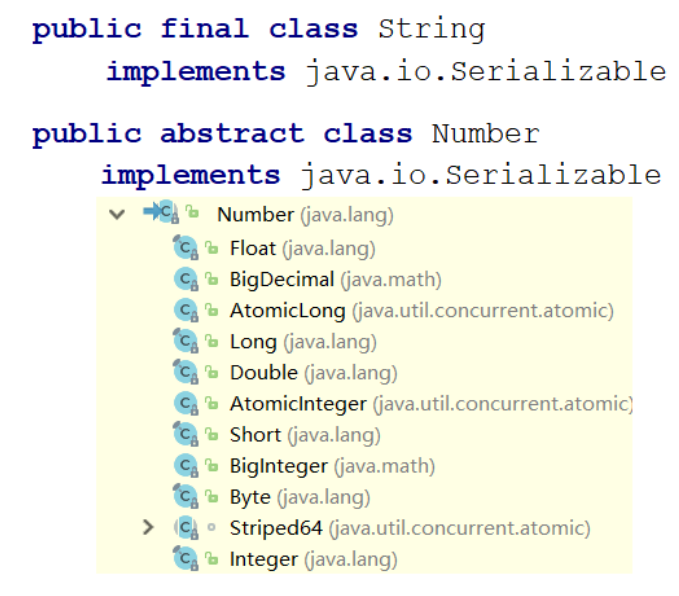 public final class String
implements java.io.Serializable
public abstract class Number
implements java.io.Serializable
Number (java.lang)
Float (java.lang)
BigDecimal (java.math)
AtomicLong (java.util.concurrent.atomic)
Long (java.lang)
Double (java.lang)
AtomicInteger (java.util.concurrent.atomic)
Short (java.lang)
BigInteger (java.math)
Byte (java.lang)
Striped64 (java.util.concurrent.atomic)
Integer (java.lang)